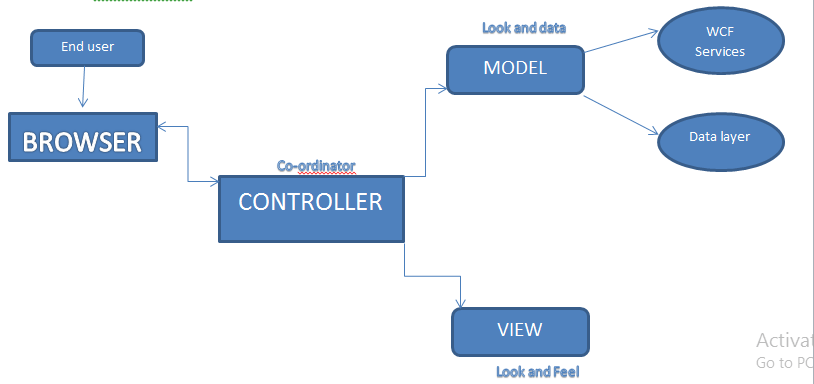 Look and data
WCF
Services
End user
MODEL
BROWSER
Data layer
Co-ordinator
CONTROLLER
VIEW
Activat
Go to PC
Look and Feel